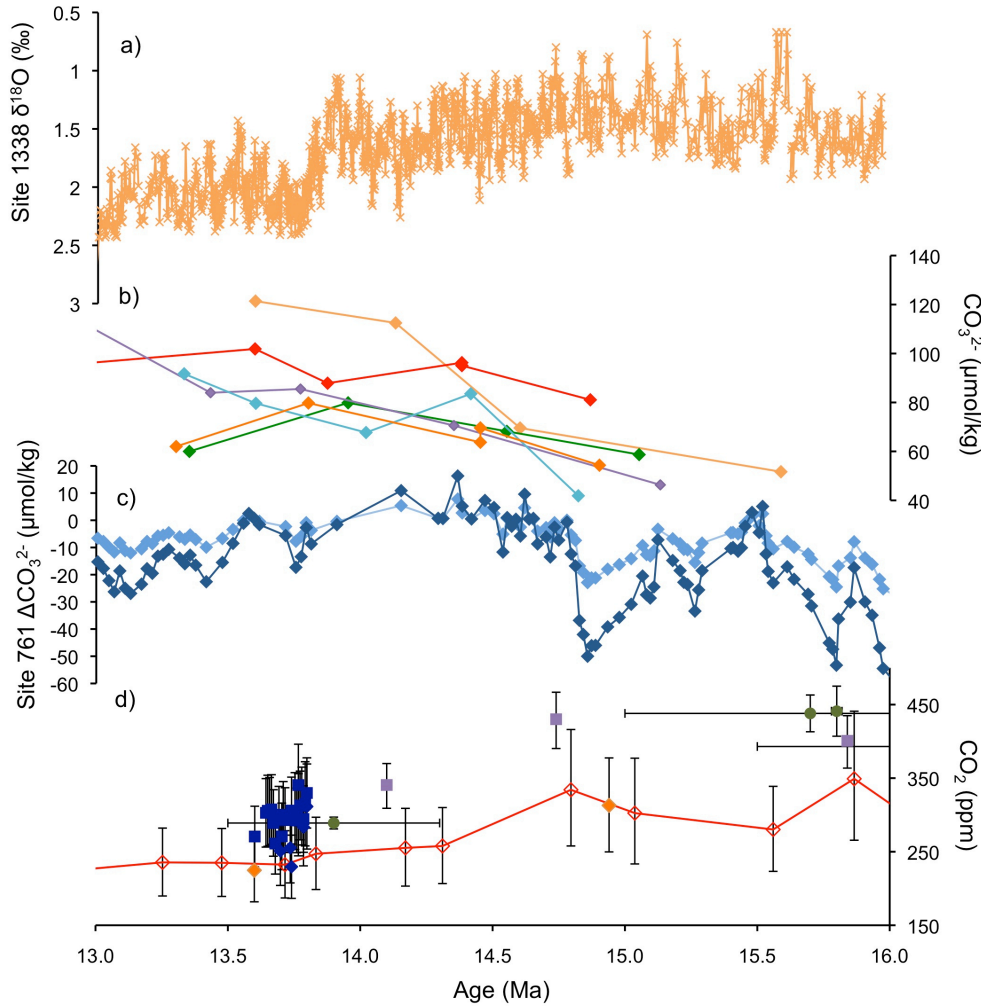 0.5
1
1.5
2
2.5
3
Site 1338 δ¹⁸O (‰)
a)
b)
140
120
100
80
60
40
CO₃²⁻ (μmol/kg)
20
10
0
-10
-20
-30
-40
-50
-60
Site 761 ΔCO₃²⁻ (μmol/kg)
c)
d)
450
350
250
150
CO₂ (ppm)
13.0 13.5 14.0 14.5 15.0 15.5 16.0
Age (Ma)